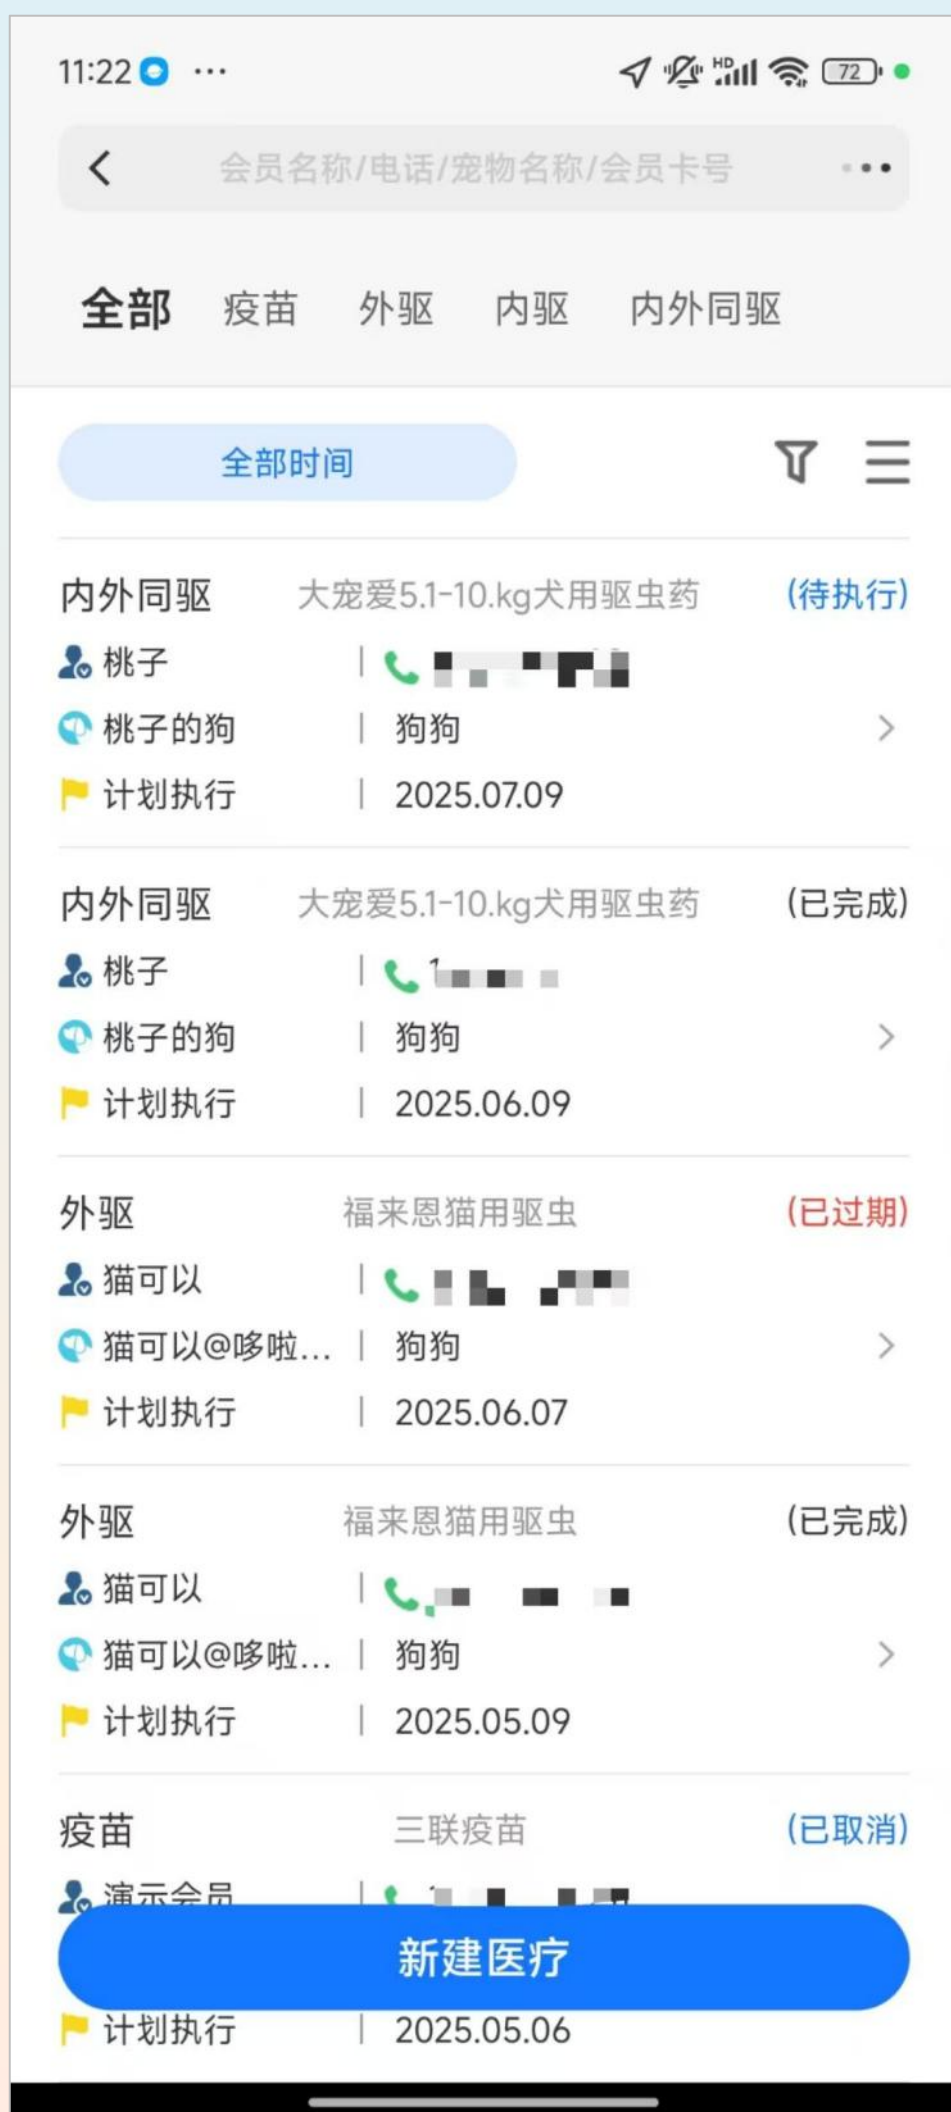 11:22 ...
HD 72
会员名称/电话/宠物名称/会员卡号
全部 疫苗 外驱 内驱 内外同驱
全部时间
内外同驱 大宠爱5.1-10.kg犬用驱虫药 (待执行)
桃子
桃子的狗 | 狗狗
计划执行 | 2025.07.09
内外同驱 大宠爱5.1-10.kg犬用驱虫药 (已完成)
桃子
桃子的狗 | 狗狗
计划执行 | 2025.06.09
外驱 福来恩猫用驱虫 (已过期)
猫可以
猫可以@哆啦... | 狗狗
计划执行 | 2025.06.07
外驱 福来恩猫用驱虫 (已完成)
猫可以
猫可以@哆啦... | 狗狗
计划执行 | 2025.05.09
疫苗 三联疫苗 (已取消)
演示会员
新建医疗
计划执行 | 2025.05.06